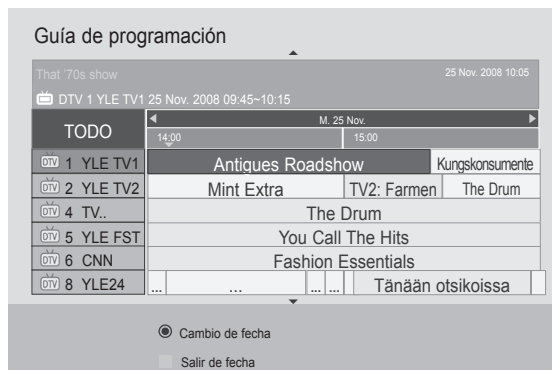 Guía de programación
That '70s show 25 Nov. 2008 10:05
DTV 1 YLE TV1 25 Nov. 2008 09:45~10:15
TODO M. 25 Nov.
14:00 15:00
DTV 1 YLE TV1 Antigues Roadshow Kungskonsumente
DTV 2 YLE TV2 Mint Extra TV2: Farmen The Drum
DTV 4 TV.. The Drum
DTV 5 YLE FST You Call The Hits
DTV 6 CNN Fashion Essentials
DTV 8 YLE24 ... ... ... ... Tänään otsikoissa
Cambio de fecha
Salir de fecha